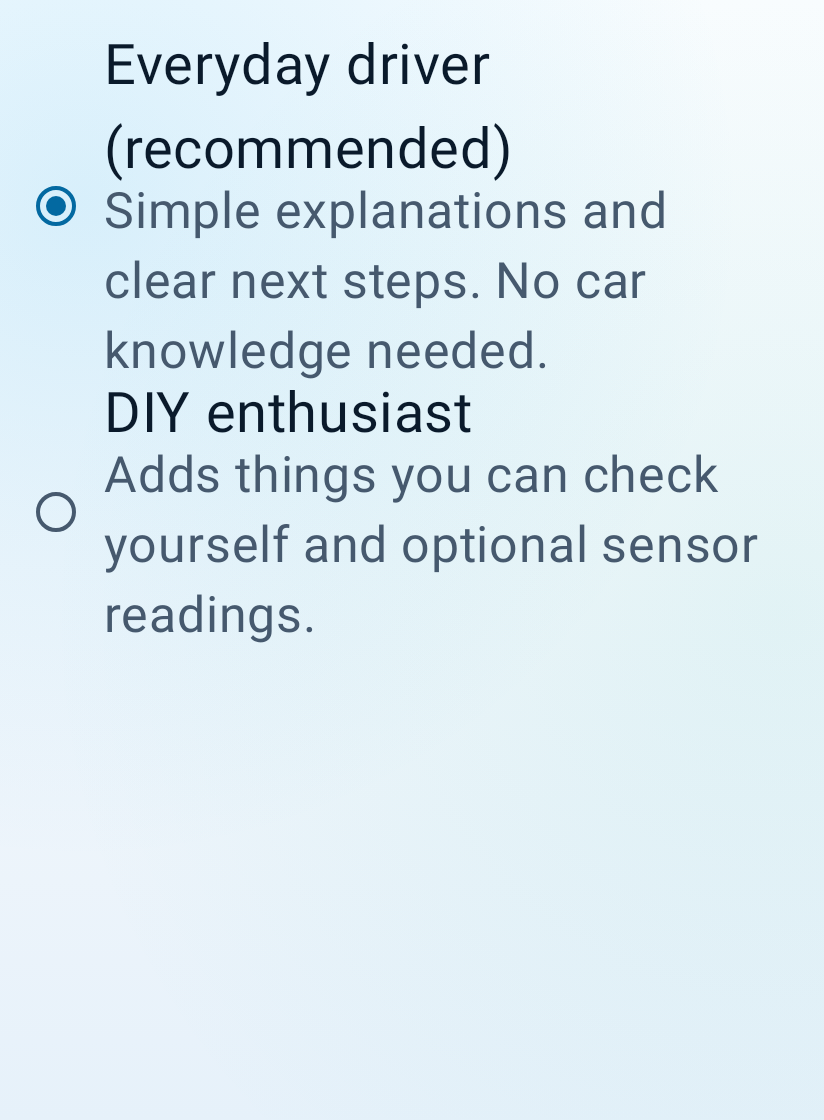 Everyday driver
(recommended)
Simple explanations and
clear next steps. No car
knowledge needed.
DIY enthusiast
Adds things you can check
yourself and optional sensor
readings.